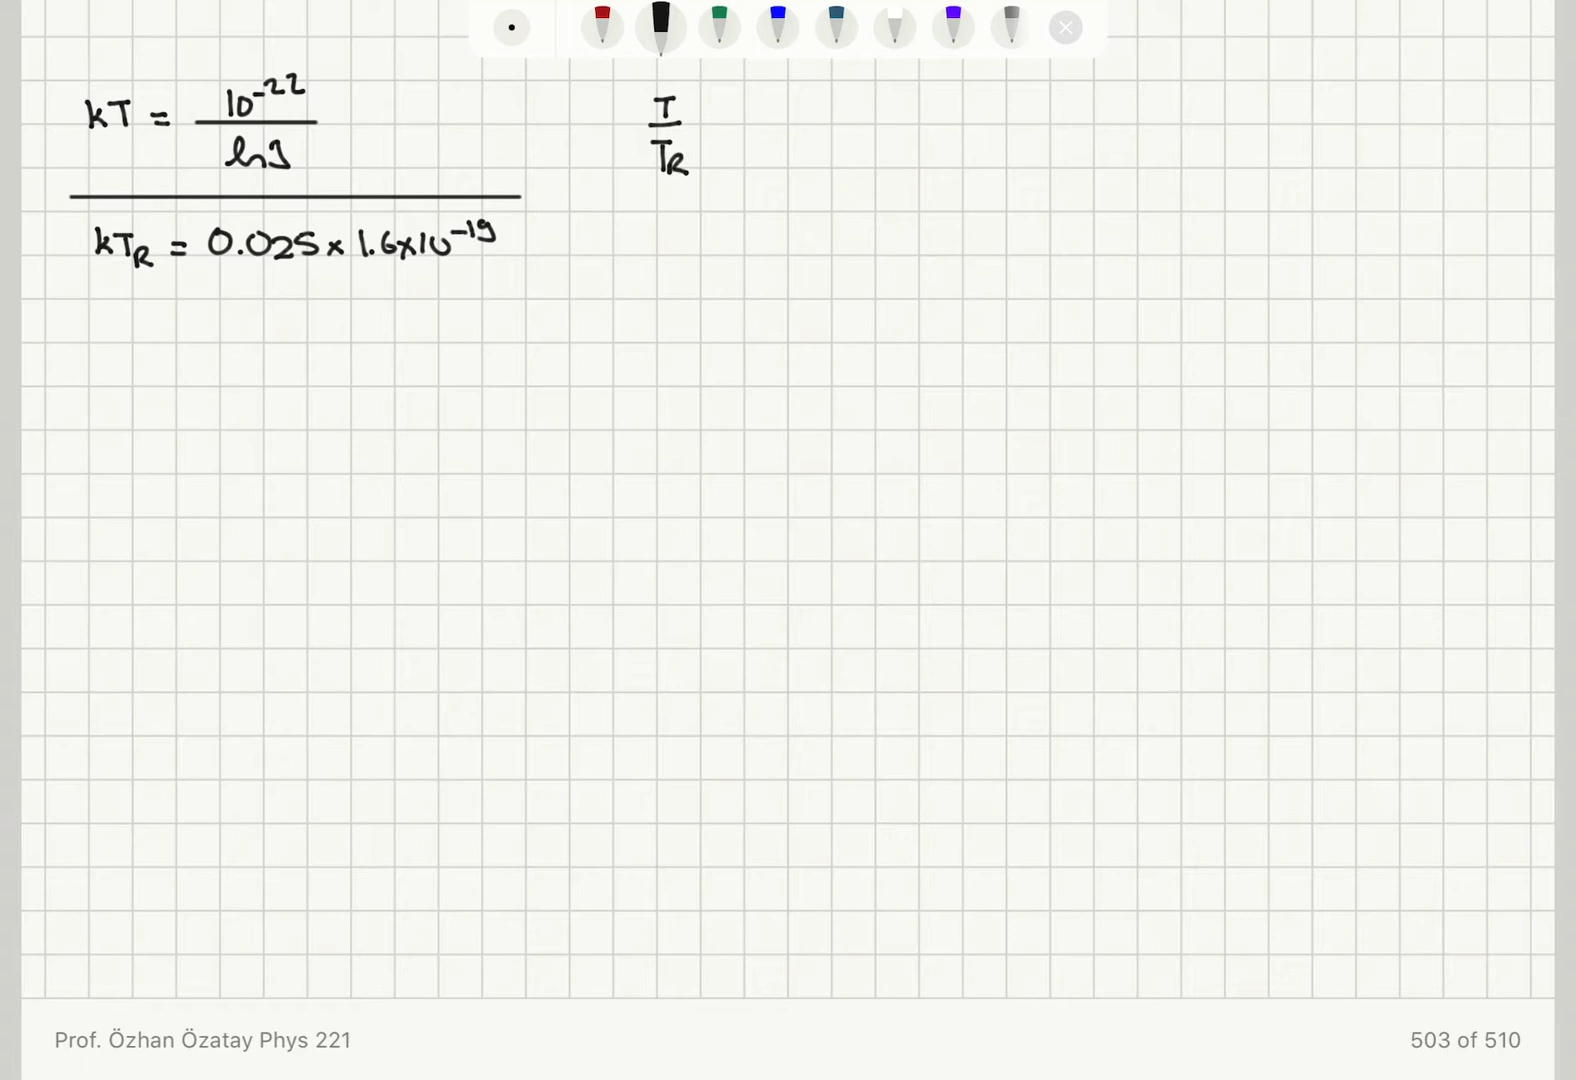 kT = 10⁻²² / ln9
T / T_R
kT_R = 0.025 × 1.6×10⁻¹⁹
Prof. Özhan Özatay Phys 221
503 of 510